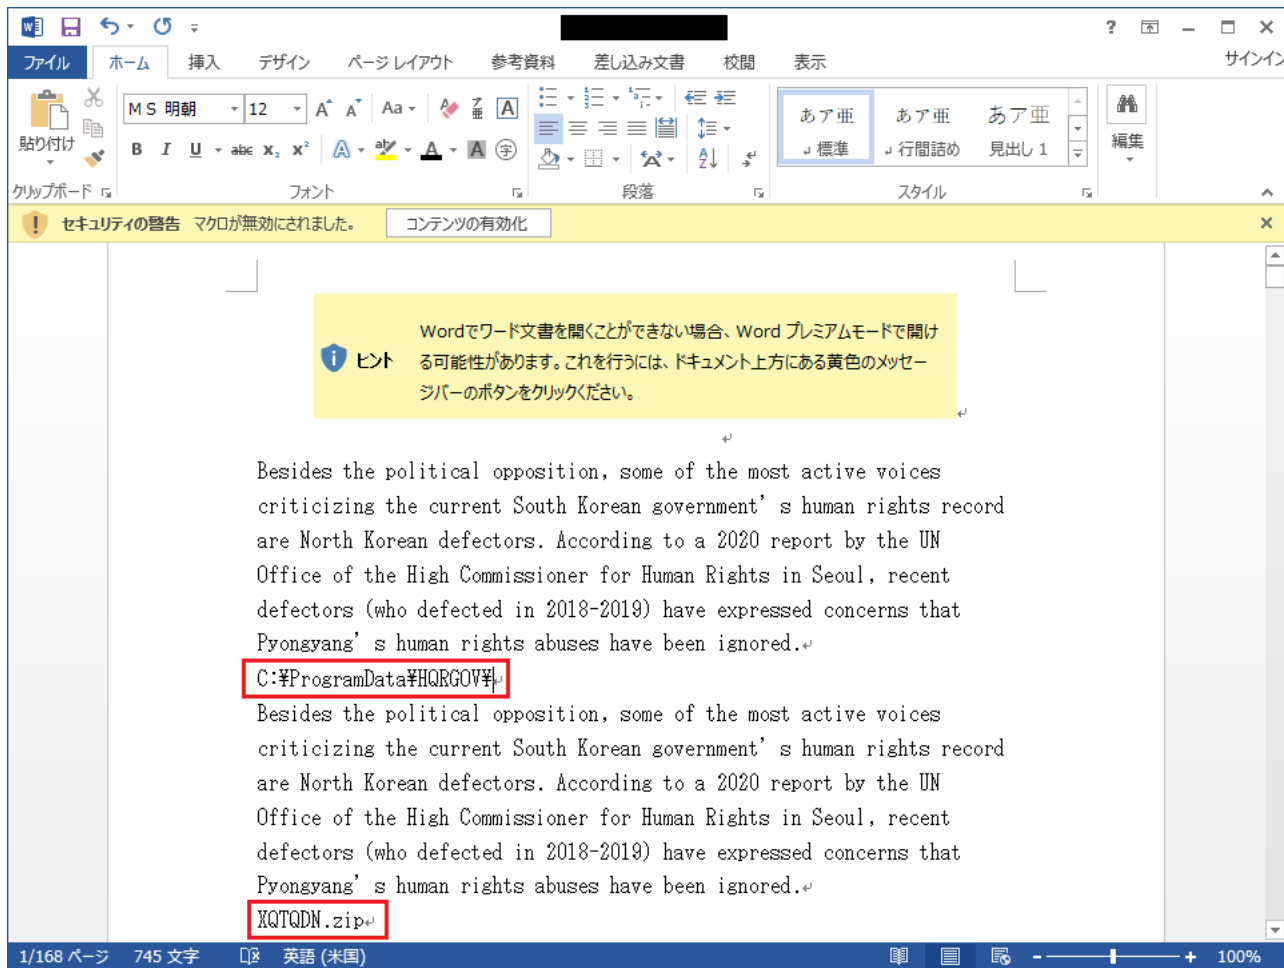 サインイン
ファイル ホーム 挿入 デザイン ページ レイアウト 参考資料 差し込み文書 校閲 表示
貼り付け
ＭＳ 明朝 12 Aa
B I U abc x₂ x² A ab A A 字
あア亜 あア亜 あア亜
↲ 標準 ↲ 行間詰め 見出し 1
編集
クリップボード フォント 段落 スタイル
セキュリティの警告 マクロが無効にされました。 コンテンツの有効化
ヒント
Wordでワード文書を開くことができない場合、Word プレミアムモードで開け
る可能性があります。これを行うには、ドキュメント上方にある黄色のメッセー
ジバーのボタンをクリックください。
Besides the political opposition, some of the most active voices
criticizing the current South Korean government’s human rights record
are North Korean defectors. According to a 2020 report by the UN
Office of the High Commissioner for Human Rights in Seoul, recent
defectors (who defected in 2018-2019) have expressed concerns that
Pyongyang’s human rights abuses have been ignored.
C:¥ProgramData¥HQRGOV¥
Besides the political opposition, some of the most active voices
criticizing the current South Korean government’s human rights record
are North Korean defectors. According to a 2020 report by the UN
Office of the High Commissioner for Human Rights in Seoul, recent
defectors (who defected in 2018-2019) have expressed concerns that
Pyongyang’s human rights abuses have been ignored.
XQTQDN.zip
1/168 ページ 745 文字 英語 (米国) 100%